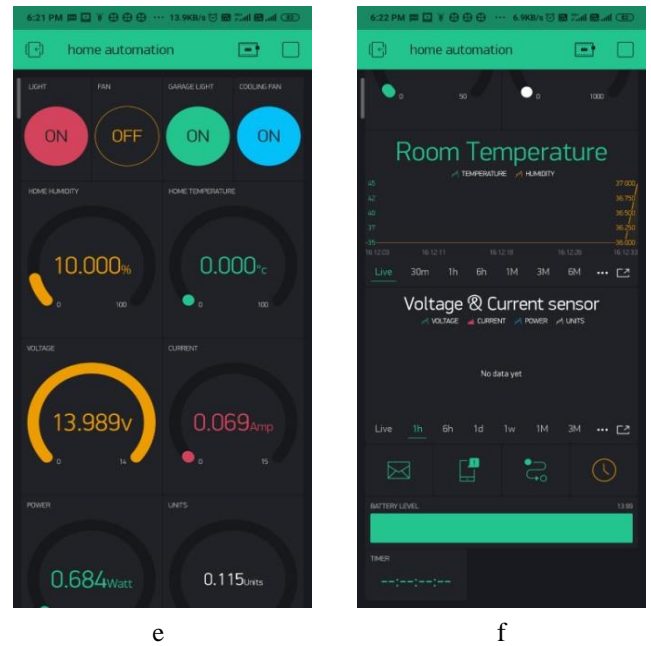 6:21 PM 13.9KB/s
home automation
LIGHT FAN GARAGE LIGHT COOLING FAN
ON OFF ON ON
HOME HUMIDITY HOME TEMPERATURE
10.000% 0.000°c
0 100 0 100
VOLTAGE CURRENT
13.989v 0.069Amp
0 14 0 15
POWER UNITS
0.684Watt 0.115Units
e
6:22 PM 6.9KB/s
home automation
0 50 0 1000
Room Temperature
TEMPERATURE HUMIDITY
45 37.000
42 36.750
40 36.500
37 36.250
35 36.000
16:12:03 16:12:11 16:12:18 16:12:26 16:12:33
Live 30m 1h 6h 1M 3M 6M •••
Voltage & Current sensor
VOLTAGE CURRENT POWER UNITS
No data yet
Live 1h 6h 1d 1w 1M 3M •••
BATTERY LEVEL 13.99
TIMER
--:--:--:--
f